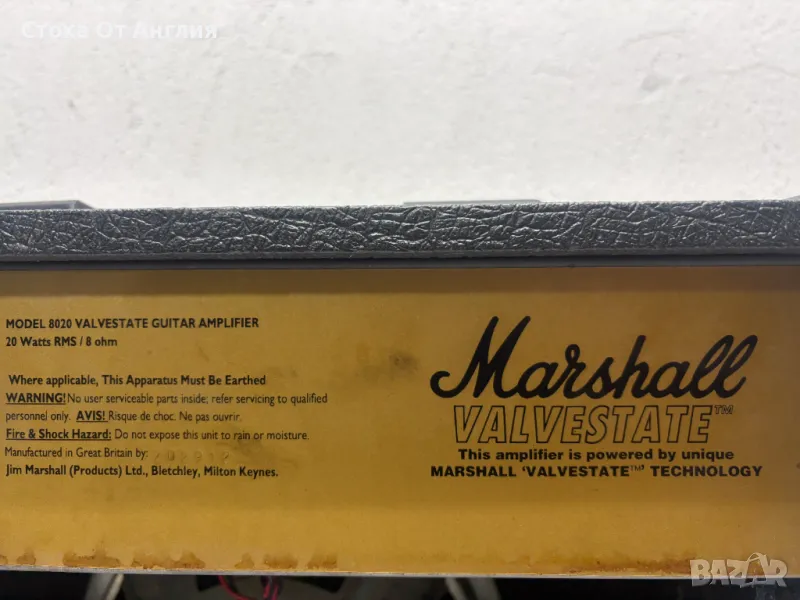 Стоке От Англия
MODEL 8020 VALVESTATE GUITAR AMPLIFIER
20 Watts RMS / 8 ohm
Where applicable, This Apparatus Must Be Earthed
WARNING! No user serviceable parts inside; refer servicing to qualified
personnel only. AVIS! Risque de choc. Ne pas ouvrir.
Fire & Shock Hazard: Do not expose this unit to rain or moisture.
Manufactured in Great Britain by:
Jim Marshall (Products) Ltd., Bletchley, Milton Keynes.
Marshall
VALVESTATE™
This amplifier is powered by unique
MARSHALL 'VALVESTATE™' TECHNOLOGY
BAZAR.bg